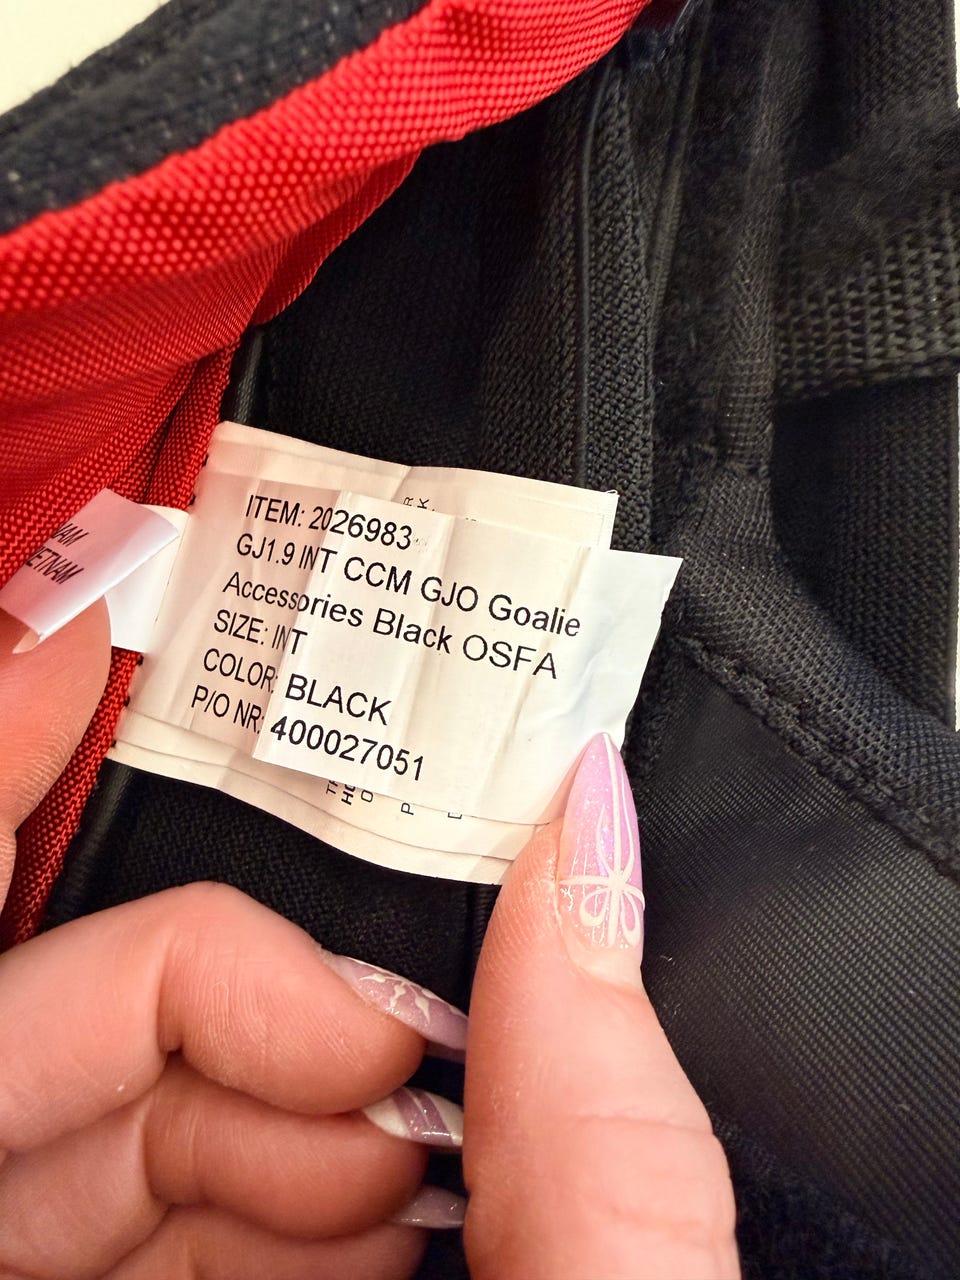 ITEM: 2026983
GJ1.9 INT CCM GJO Goalie
Accessories Black OSFA
SIZE: INT
COLOR: BLACK
P/O NR: 400027051